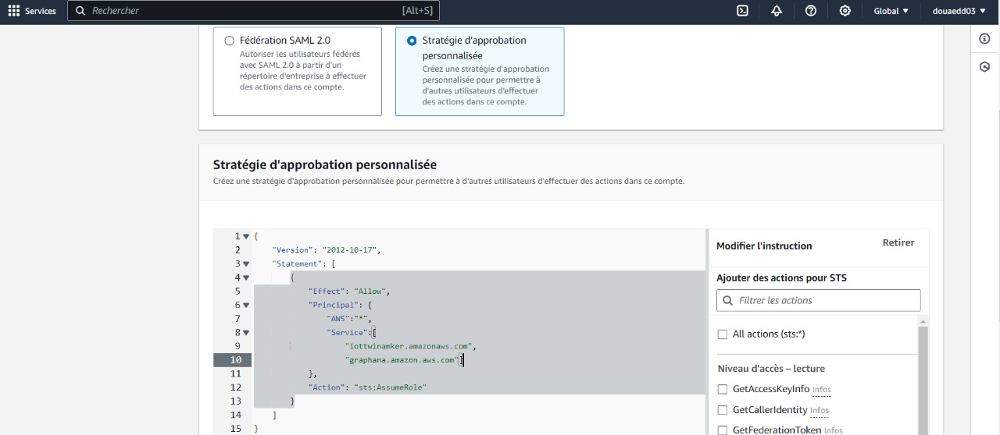 Services
Rechercher
[Alt+S]
Global ▼
douaedd03 ▼
Fédération SAML 2.0
Autoriser les utilisateurs fédérés
avec SAML 2.0 à partir d'un
répertoire d'entreprise à effectuer
des actions dans ce compte.
Stratégie d'approbation
personnalisée
Créez une stratégie d'approbation
personnalisée pour permettre à
d'autres utilisateurs d'effectuer
des actions dans ce compte.
Stratégie d'approbation personnalisée
Créez une stratégie d'approbation personnalisée pour permettre à d'autres utilisateurs d'effectuer des actions dans ce compte.
1 {
2 "Version": "2012-10-17",
3 "Statement": [
4 {
5 "Effect": "Allow",
6 "Principal": {
7 "AWS":"*",
8 "Service":[
9 "iottwinamker.amazonaws.com",
10 "graphana.amazon.aws.com"]
11 },
12 "Action": "sts:AssumeRole"
13 }
14 ]
15 }
Modifier l'instruction
Retirer
Ajouter des actions pour STS
Filtrer les actions
All actions (sts:*)
Niveau d'accès – lecture
GetAccessKeyInfo Infos
GetCallerIdentity Infos
GetFederationToken Infos